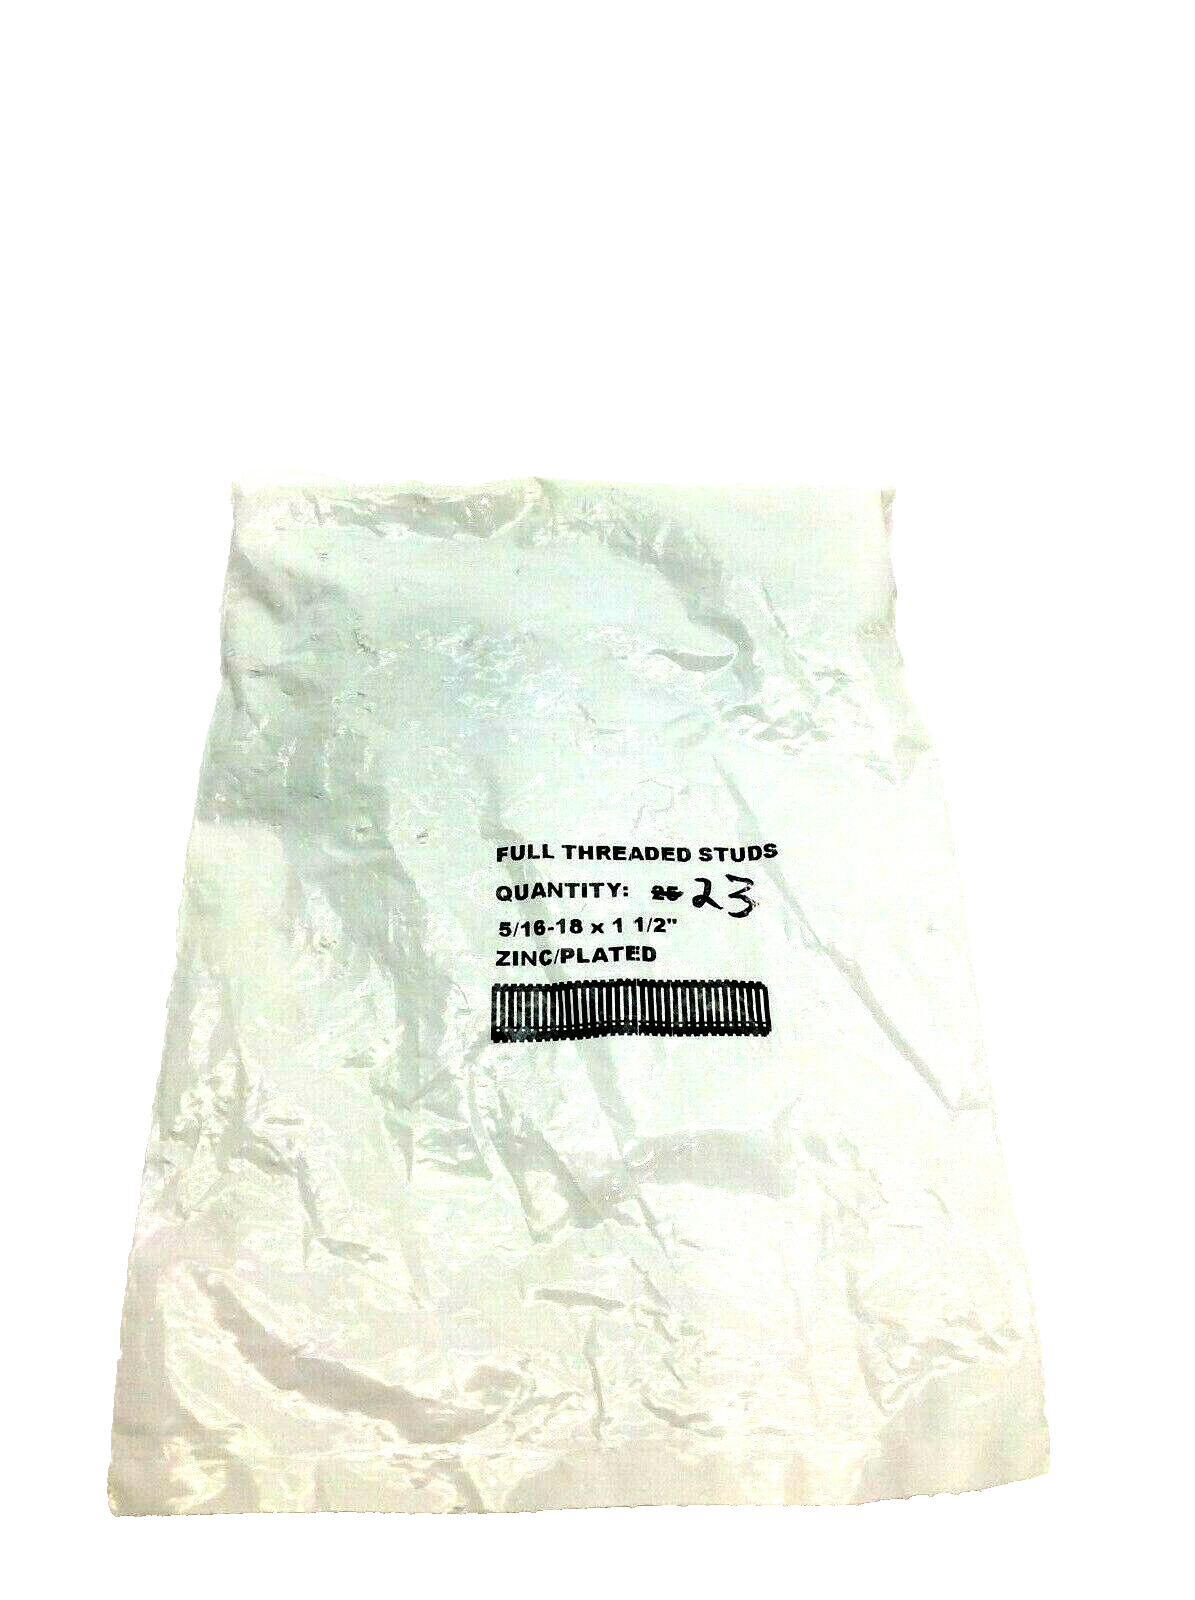 FULL THREADED STUDS
QUANTITY: 25 23
5/16-18 x 1 1/2"
ZINC/PLATED